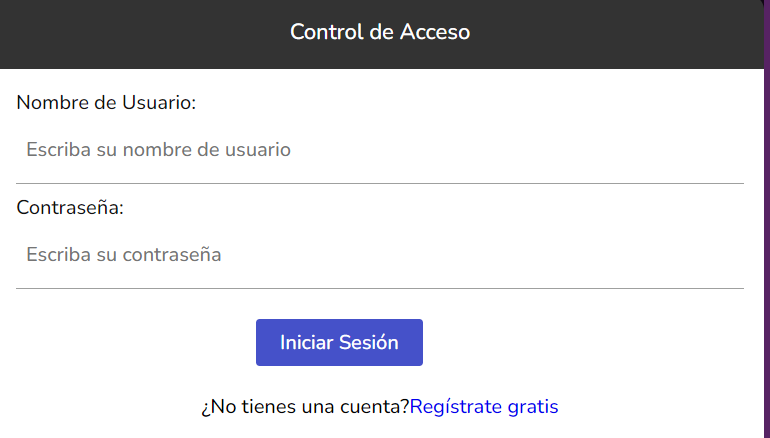 Control de Acceso
Nombre de Usuario:
Escriba su nombre de usuario
Contraseña:
Escriba su contraseña
Iniciar Sesión
¿No tienes una cuenta?Regístrate gratis